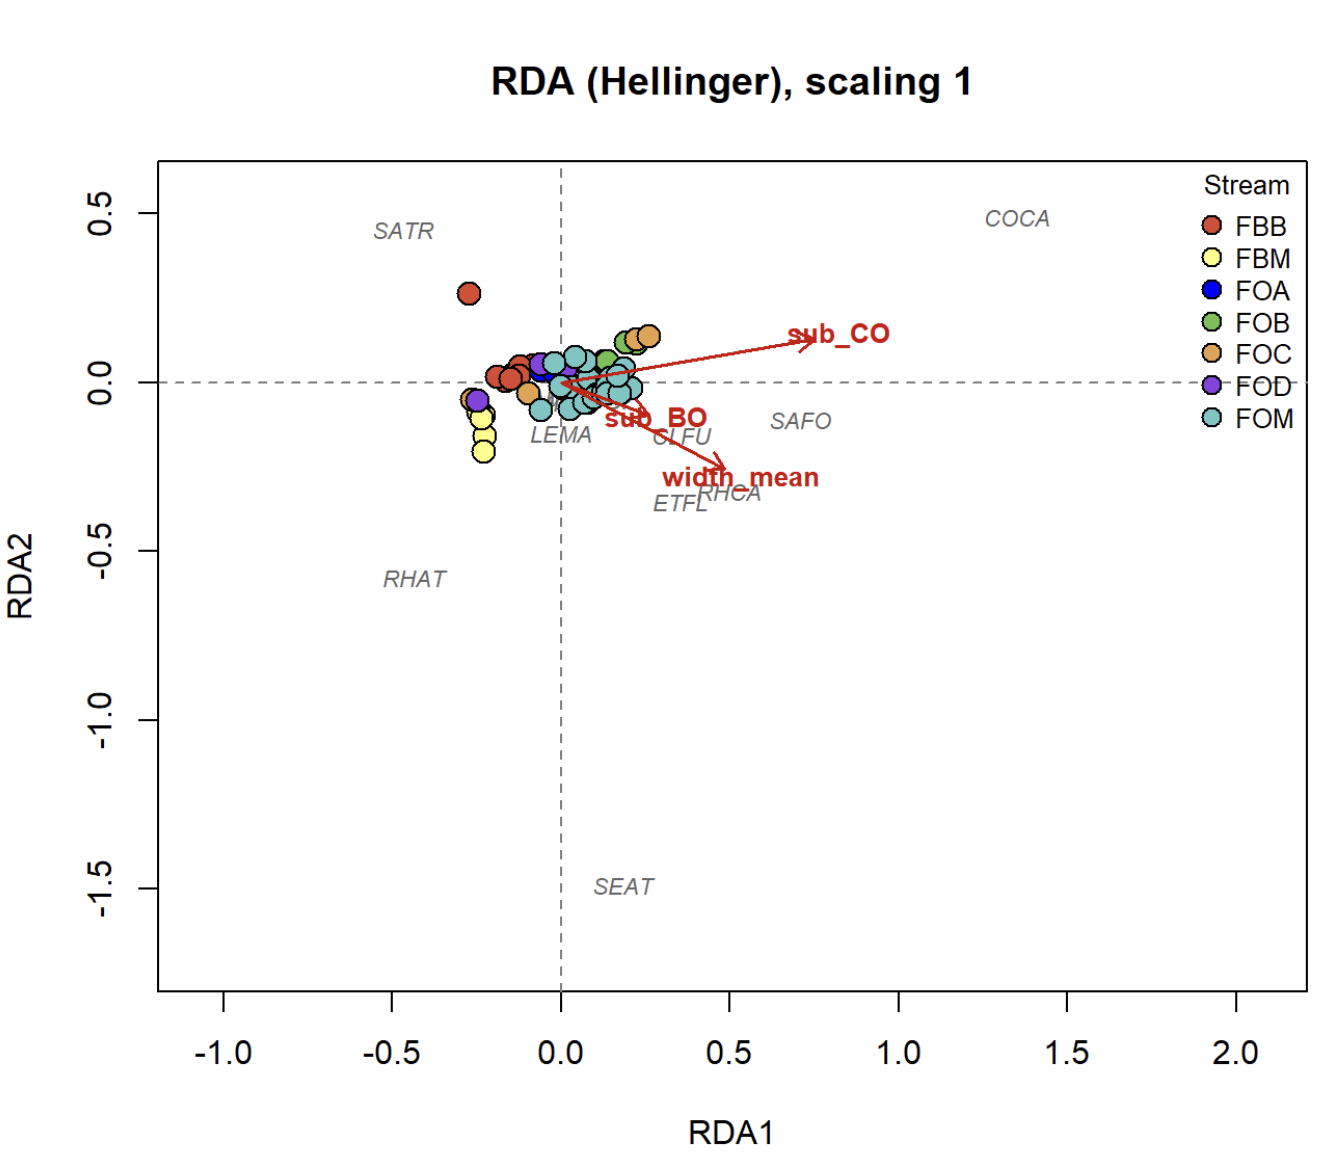 RDA (Hellinger), scaling 1
Stream
FBB
FBM
FOA
FOB
FOC
FOD
FOM
SATR
COCA
sub_CO
sub_BO
SAFO
LEMA
CLFU
width_mean
RHCA
ETFL
RHAT
SEAT
0.5
0.0
-0.5
-1.0
-1.5
RDA2
-1.0
-0.5
0.0
0.5
1.0
1.5
2.0
RDA1